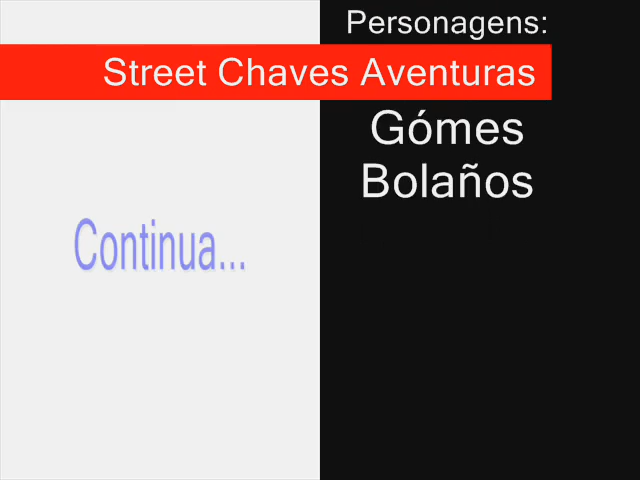 Personagens:
Street Chaves Aventuras
Gómes
Bolaños
Continua...